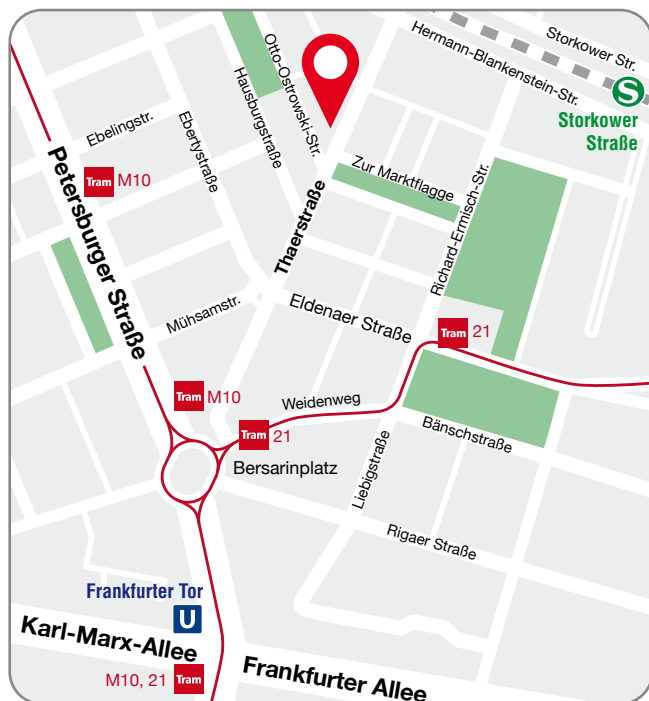 Storkower Str.
Hermann-Blankenstein-Str.
S
Storkower
Straße
Otto-Ostrowski-Str.
Hausburgstraße
Ebelingstr.
Ebertystraße
Tram M10
Petersburger Straße
Zur Marktflagge
Richard-Ermisch-Str.
Thaerstraße
Mühsamstr.
Eldenaer Straße
Tram 21
Tram M10
Weidenweg
Tram 21
Bersarinplatz
Bänschstraße
Liebigstraße
Rigaer Straße
Frankfurter Tor
U
Karl-Marx-Allee
Frankfurter Allee
M10, 21 Tram